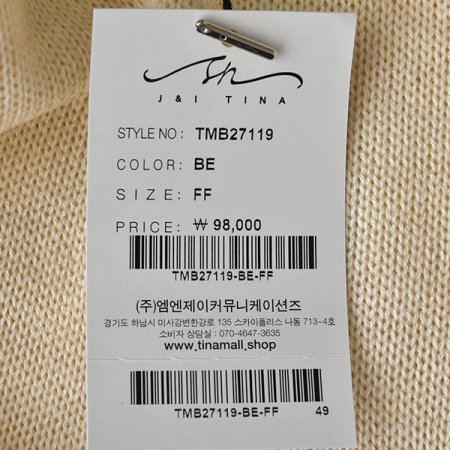 J & I TINA
STYLE NO: TMB27119
COLOR: BE
SIZE: FF
PRICE: ₩ 98,000
TMB27119-BE-FF
(주)엠엔제이커뮤니케이션즈
경기도 하남시 미사강변한강로 135 스카이폴리스 나동 713-4호
소비자 상담실 : 070-4647-3635
www.tinamall.shop
TMB27119-BE-FF 49